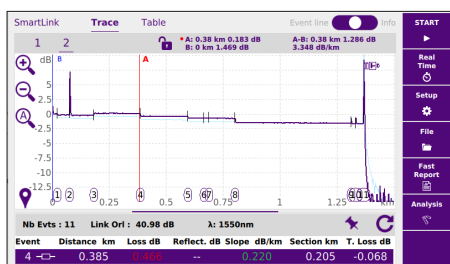 SmartLink Trace Table Event line Info
START
1 2 • A: 0.38 km 0.183 dB A-B: 0.38 km 1.286 dB
B: 0 km 1.469 dB 3.348 dB/km
Real
Time
Setup
File
Fast
Report
Analysis
dB B A
5
2.5
0
-2.5
-5
-7.5
-10
-12.5
1 2 3 4 5 6 7 8 9 10 11
0 0.25 0.5 0.75 1 1.25 km
Nb Evts : 11 Link Orl : 40.98 dB λ: 1550nm
Event Distance km Loss dB Reflect. dB Slope dB/km Section km T. Loss dB
4 0.385 0.466 -- 0.220 0.205 -0.068